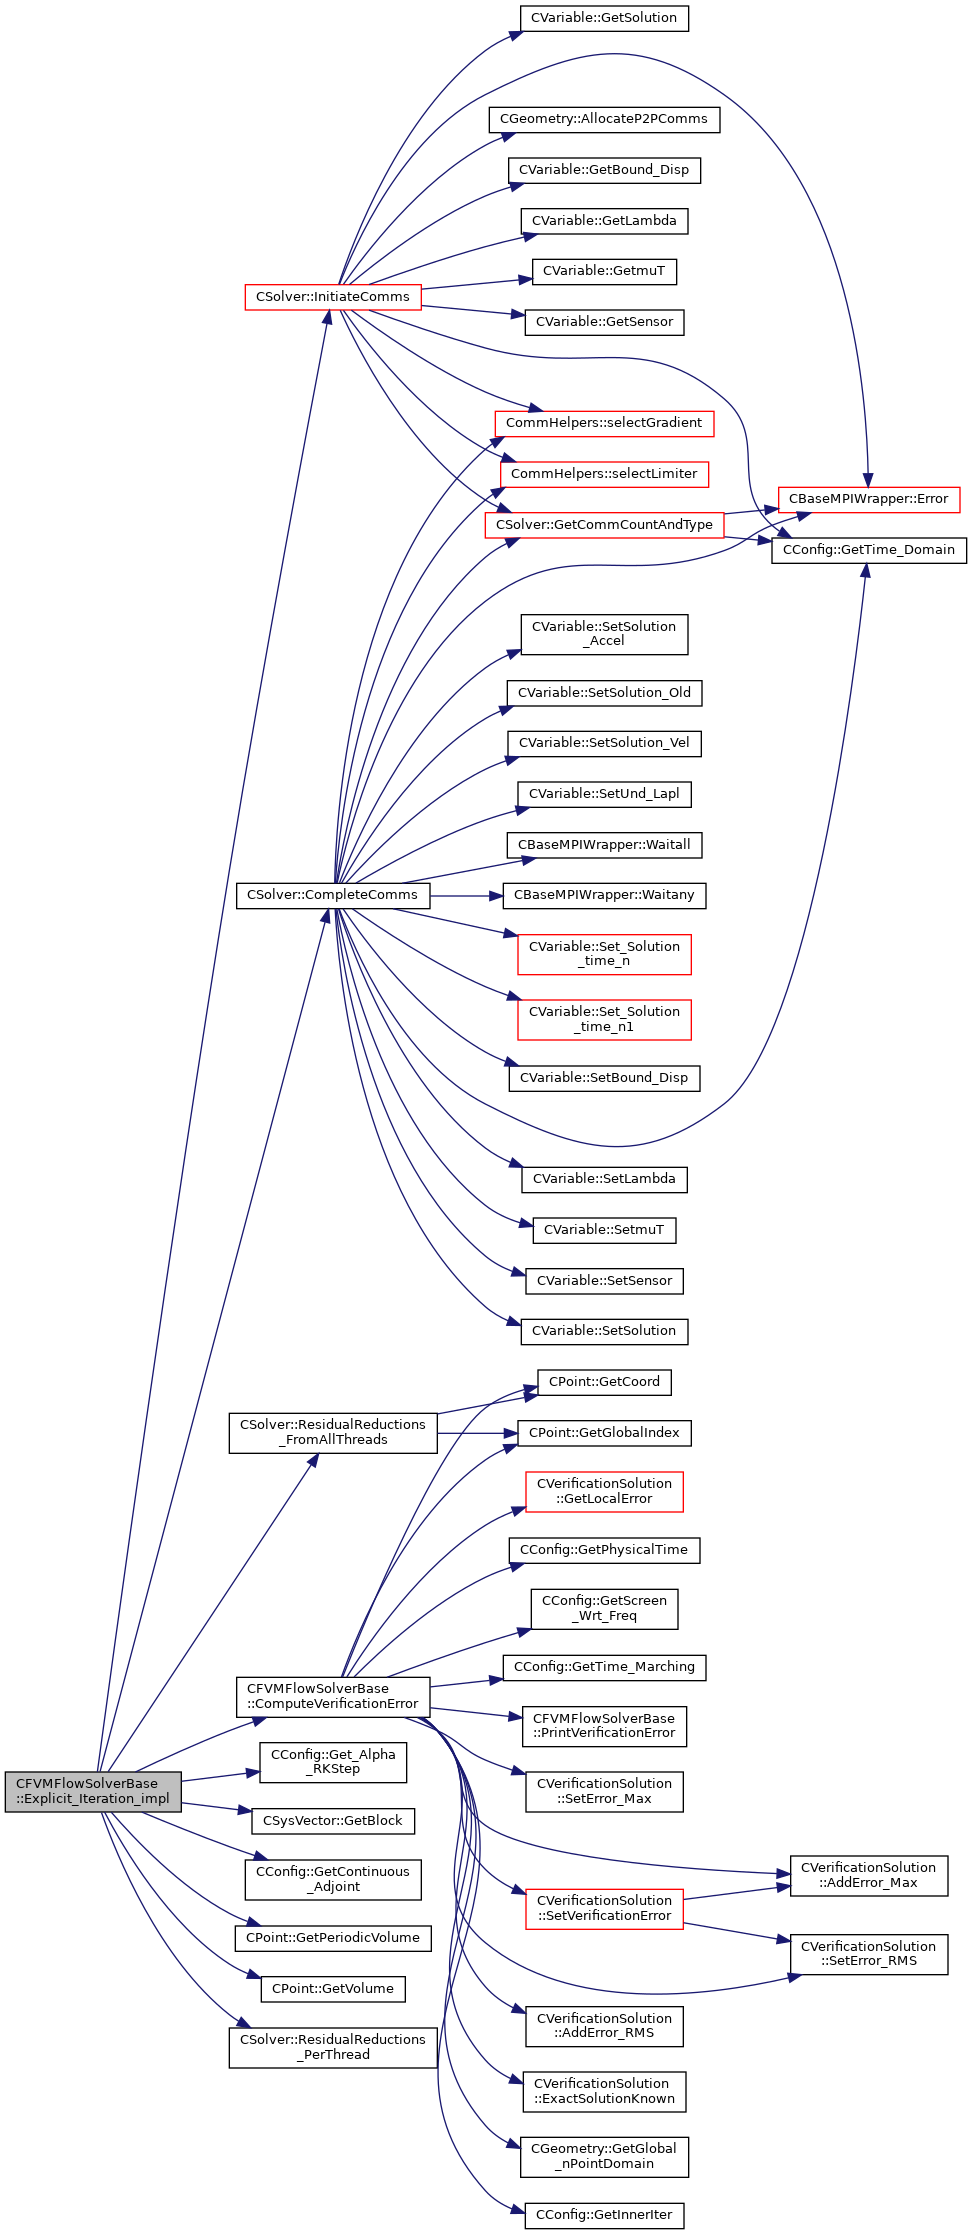 CVariable::GetSolution
CGeometry::AllocateP2PComms
CVariable::GetBound_Disp
CVariable::GetLambda
CVariable::GetmuT
CSolver::InitiateComms
CVariable::GetSensor
CommHelpers::selectGradient
CommHelpers::selectLimiter
CBaseMPIWrapper::Error
CSolver::GetCommCountAndType
CConfig::GetTime_Domain
CVariable::SetSolution
_Accel
CVariable::SetSolution_Old
CVariable::SetSolution_Vel
CVariable::SetUnd_Lapl
CBaseMPIWrapper::Waitall
CSolver::CompleteComms
CBaseMPIWrapper::Waitany
CVariable::Set_Solution
_time_n
CVariable::Set_Solution
_time_n1
CVariable::SetBound_Disp
CVariable::SetLambda
CVariable::SetmuT
CVariable::SetSensor
CVariable::SetSolution
CPoint::GetCoord
CSolver::ResidualReductions
_FromAllThreads
CPoint::GetGlobalIndex
CVerificationSolution
::GetLocalError
CConfig::GetPhysicalTime
CConfig::GetScreen
_Wrt_Freq
CConfig::GetTime_Marching
CFVMFlowSolverBase
::ComputeVerificationError
CFVMFlowSolverBase
::PrintVerificationError
CConfig::Get_Alpha
_RKStep
CFVMFlowSolverBase
::Explicit_Iteration_impl
CVerificationSolution
::SetError_Max
CSysVector::GetBlock
CConfig::GetContinuous
_Adjoint
CVerificationSolution
::AddError_Max
CVerificationSolution
::SetVerificationError
CPoint::GetPeriodicVolume
CVerificationSolution
::SetError_RMS
CPoint::GetVolume
CVerificationSolution
::AddError_RMS
CSolver::ResidualReductions
_PerThread
CVerificationSolution
::ExactSolutionKnown
CGeometry::GetGlobal
_nPointDomain
CConfig::GetInnerIter